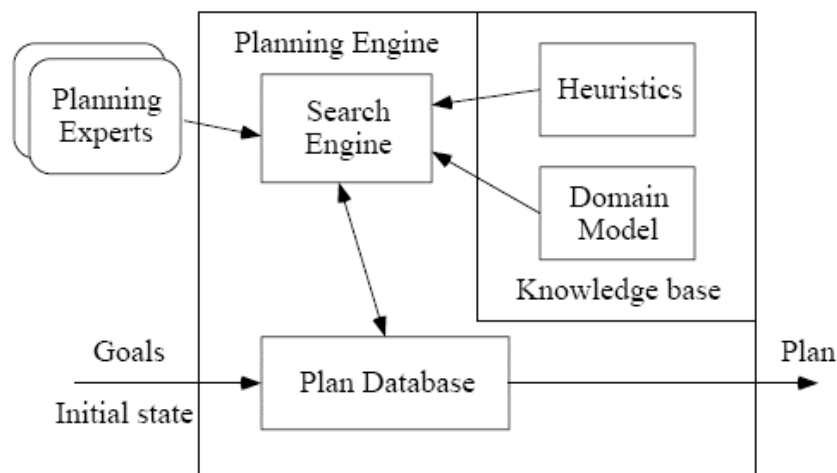 Planning Engine
Planning
Experts
Search
Engine
Heuristics
Domain
Model
Knowledge base
Goals
Initial state
Plan Database
Plan